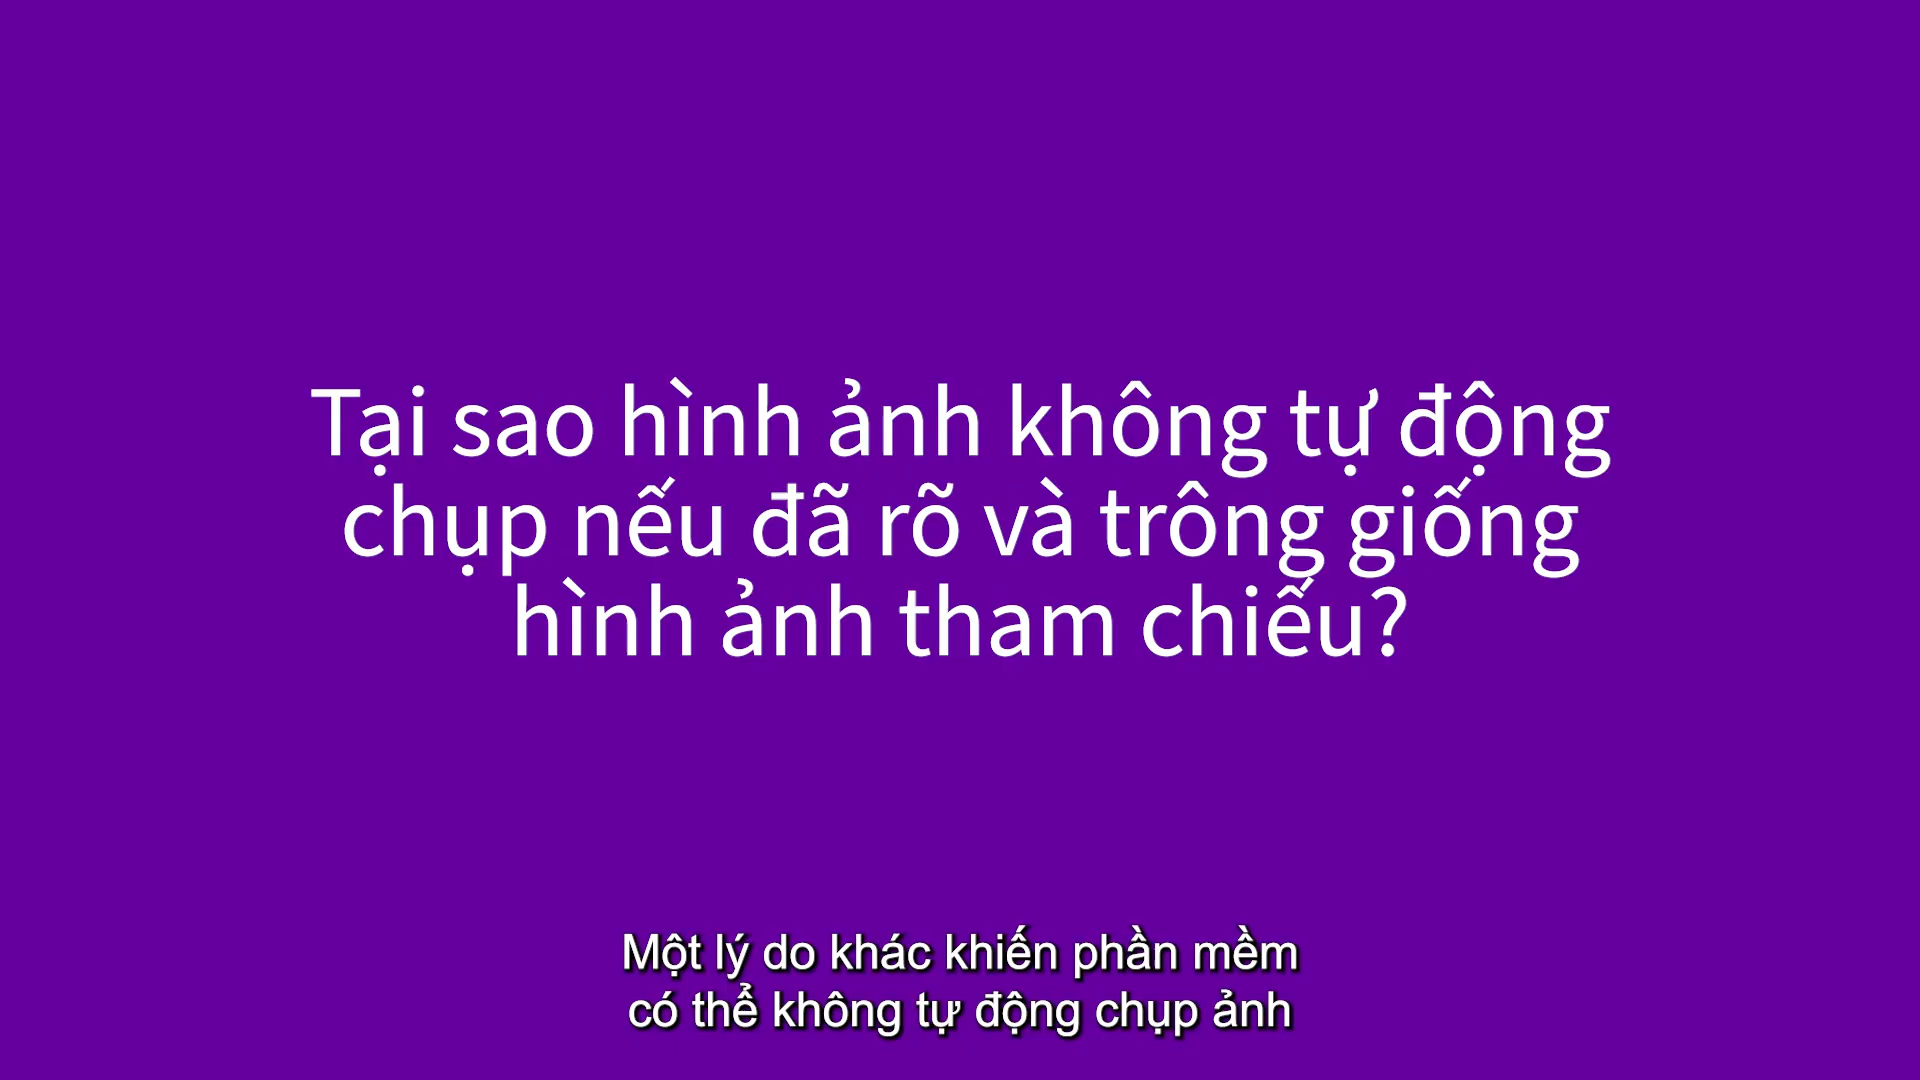 Tại sao hình ảnh không tự động
chụp nếu đã rõ và trông giống
hình ảnh tham chiếu?
Một lý do khác khiến phần mềm
có thể không tự động chụp ảnh